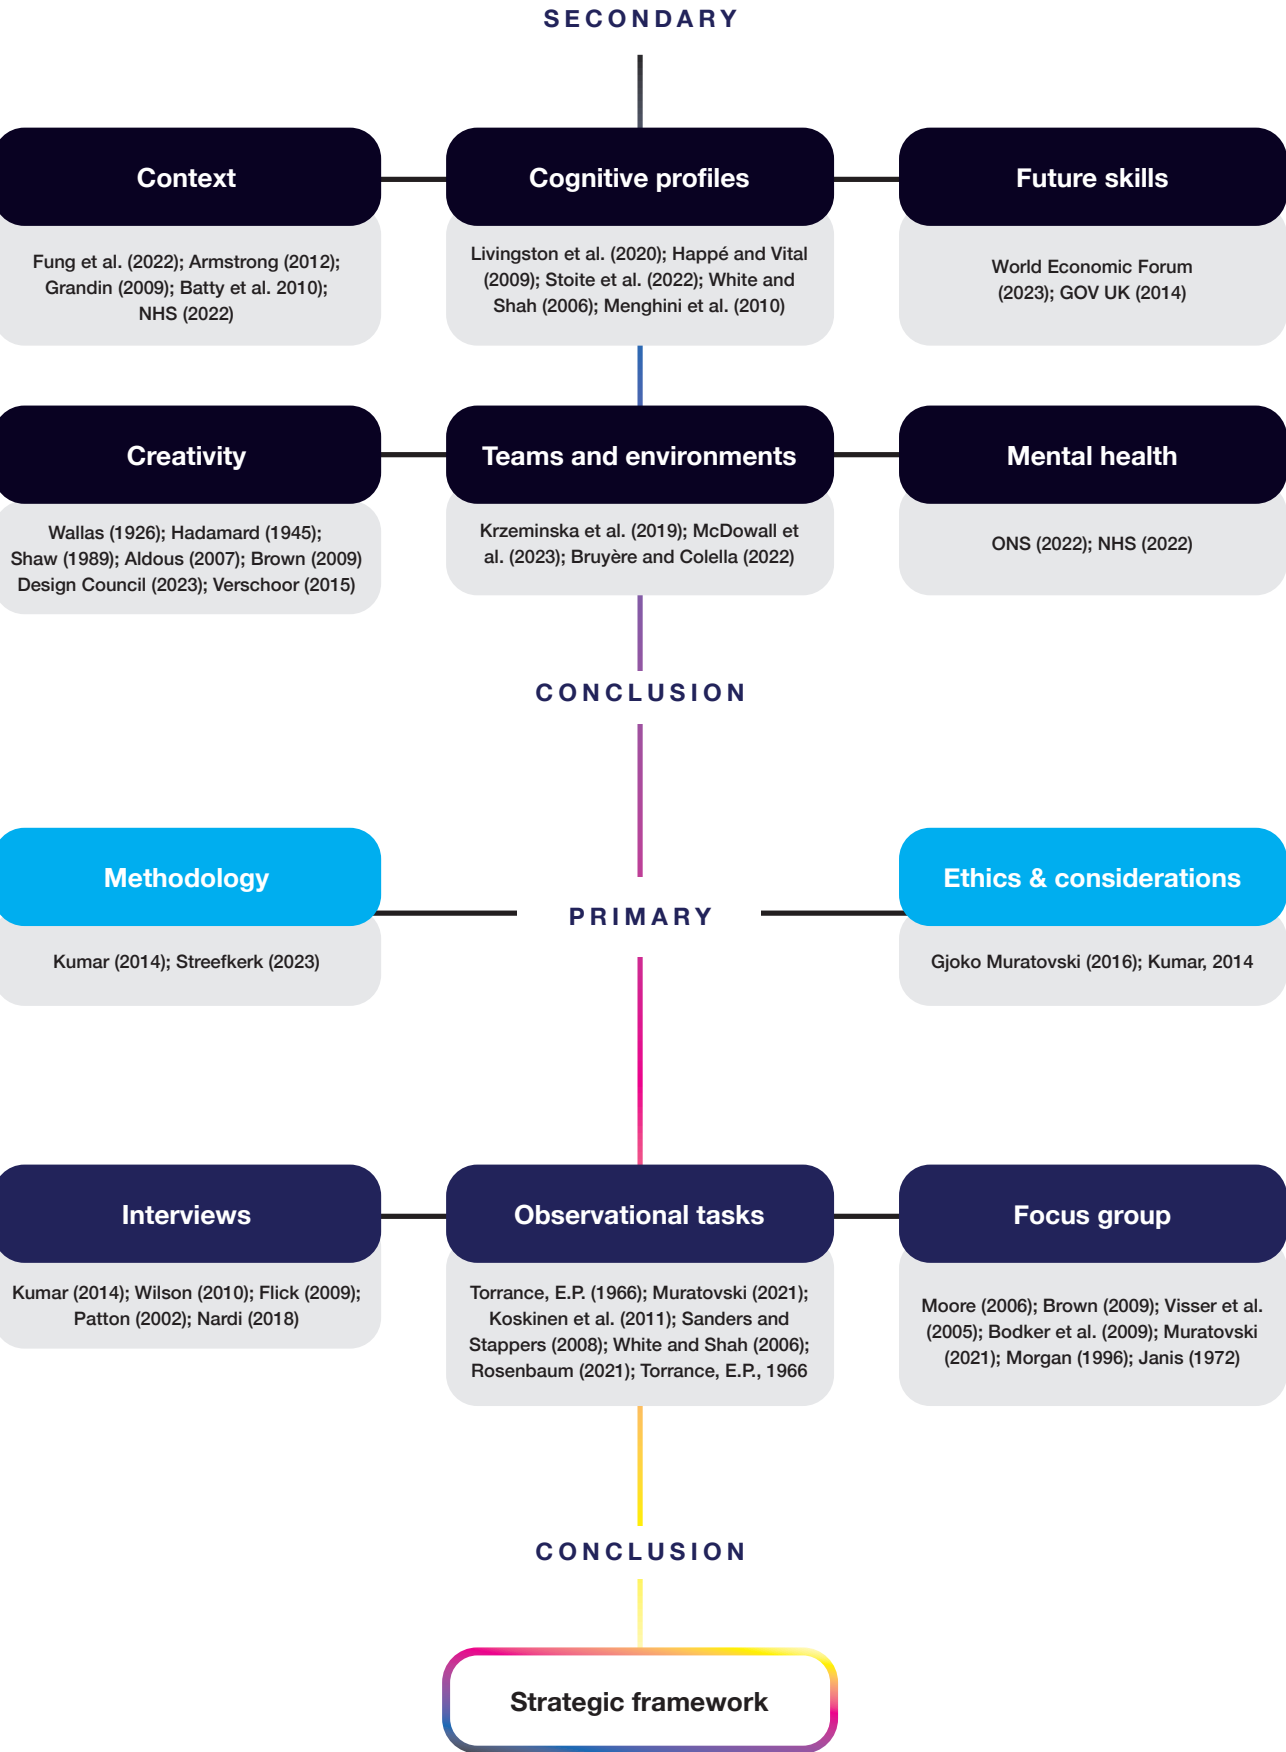 SECONDARY
Context
Fung et al. (2022); Armstrong (2012);
Grandin (2009); Batty et al. 2010);
NHS (2022)
Cognitive profiles
Livingston et al. (2020); Happé and Vital
(2009); Stoite et al. (2022); White and
Shah (2006); Menghini et al. (2010)
Future skills
World Economic Forum
(2023); GOV UK (2014)
Creativity
Wallas (1926); Hadamard (1945);
Shaw (1989); Aldous (2007); Brown (2009)
Design Council (2023); Verschoor (2015)
Teams and environments
Krzeminska et al. (2019); McDowall et
al. (2023); Bruyère and Colella (2022)
Mental health
ONS (2022); NHS (2022)
CONCLUSION
Methodology
Kumar (2014); Streefkerk (2023)
PRIMARY
Ethics & considerations
Gjoko Muratovski (2016); Kumar, 2014
Interviews
Kumar (2014); Wilson (2010); Flick (2009);
Patton (2002); Nardi (2018)
Observational tasks
Torrance, E.P. (1966); Muratovski (2021);
Koskinen et al. (2011); Sanders and
Stappers (2008); White and Shah (2006);
Rosenbaum (2021); Torrance, E.P., 1966
Focus group
Moore (2006); Brown (2009); Visser et al.
(2005); Bodker et al. (2009); Muratovski
(2021); Morgan (1996); Janis (1972)
CONCLUSION
Strategic framework